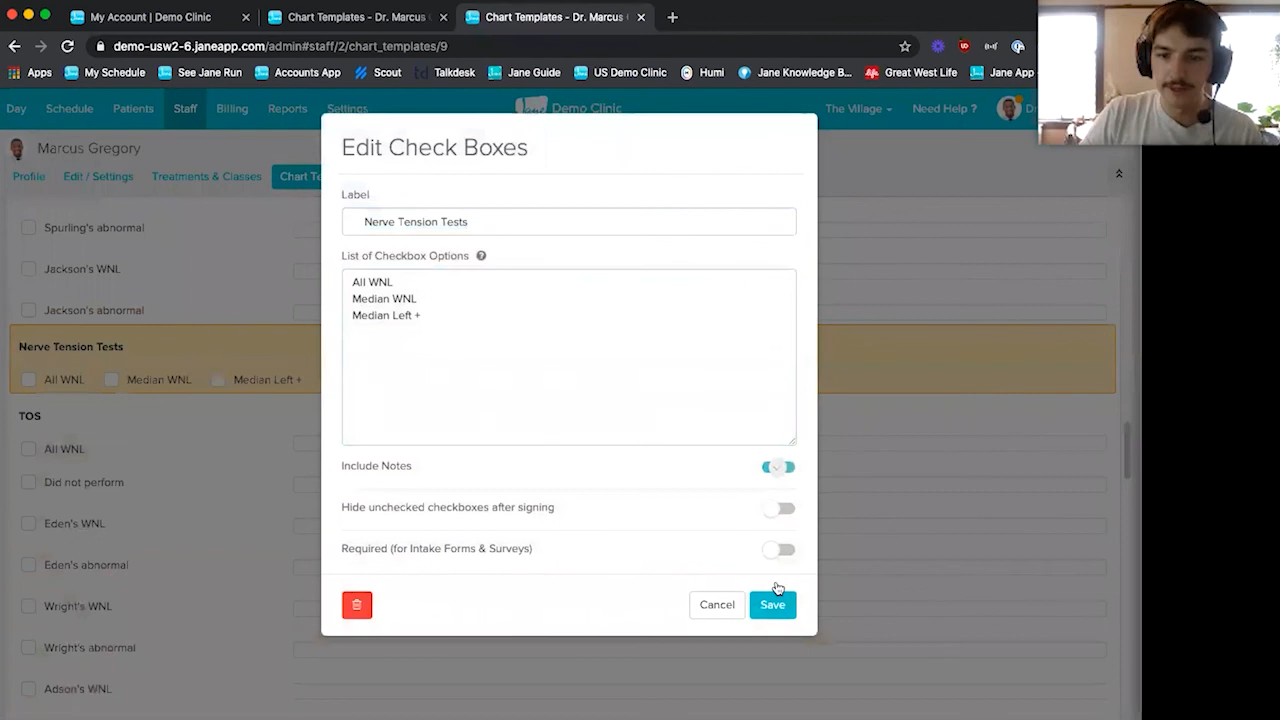 My Account | Demo Clinic
Chart Templates - Dr. Marcus
Chart Templates - Dr. Marcus
demo-usw2-6.janeapp.com/admin#staff/2/chart_templates/9
Apps
My Schedule
See Jane Run
Accounts App
Scout
Talkdesk
Jane Guide
US Demo Clinic
Humi
Jane Knowledge B...
Great West Life
Jane App -
Day
Schedule
Patients
Staff
Billing
Reports
Settings
Demo Clinic
The Village
Need Help ?
Marcus Gregory
Profile
Edit / Settings
Treatments & Classes
Edit Check Boxes
Label
Nerve Tension Tests
List of Checkbox Options
All WNL
Median WNL
Median Left +
Include Notes
Hide unchecked checkboxes after signing
Required (for Intake Forms & Surveys)
Cancel
Save
Spurling's abnormal
Jackson's WNL
Jackson's abnormal
Nerve Tension Tests
All WNL Median WNL Median Left +
TOS
All WNL
Did not perform
Eden's WNL
Eden's abnormal
Wright's WNL
Wright's abnormal
Adson's WNL